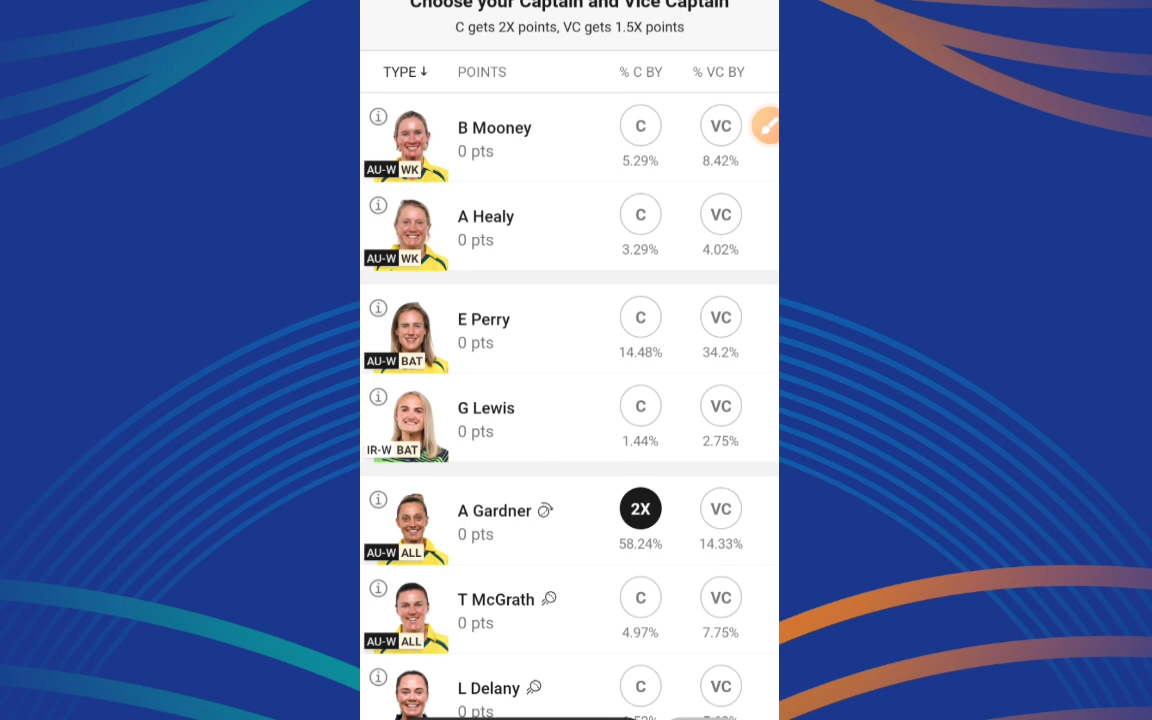 Choose your Captain and Vice Captain
C gets 2X points, VC gets 1.5X points
TYPE ↓ POINTS % C BY % VC BY
B Mooney C VC
0 pts
AU-W WK 5.29% 8.42%
A Healy C VC
0 pts
AU-W WK 3.29% 4.02%
E Perry C VC
0 pts
AU-W BAT 14.48% 34.2%
G Lewis C VC
0 pts
IR-W BAT 1.44% 2.75%
A Gardner 2X VC
0 pts
AU-W ALL 58.24% 14.33%
T McGrath C VC
0 pts
AU-W ALL 4.97% 7.75%
L Delany C VC
0 pts